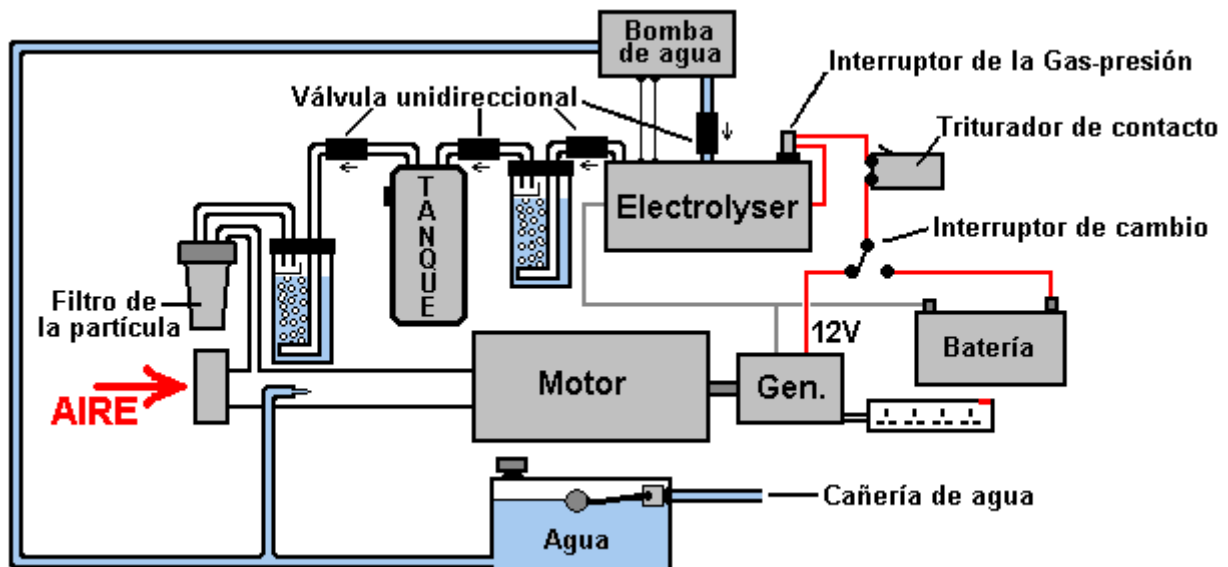 Bomba
de agua
Interruptor de la Gas-presión
Válvula unidireccional
Triturador de contacto
TANQUE
Electrolyser
Interruptor de cambio
Filtro de
la partícula
12V
Batería
Motor
Gen.
AIRE
Cañería de agua
Agua